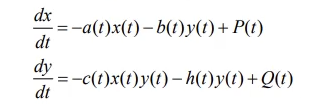 dx/dt = -a(t)x(t) - b(t)y(t) + P(t)
dy/dt = -c(t)x(t)y(t) - h(t)y(t) + Q(t)